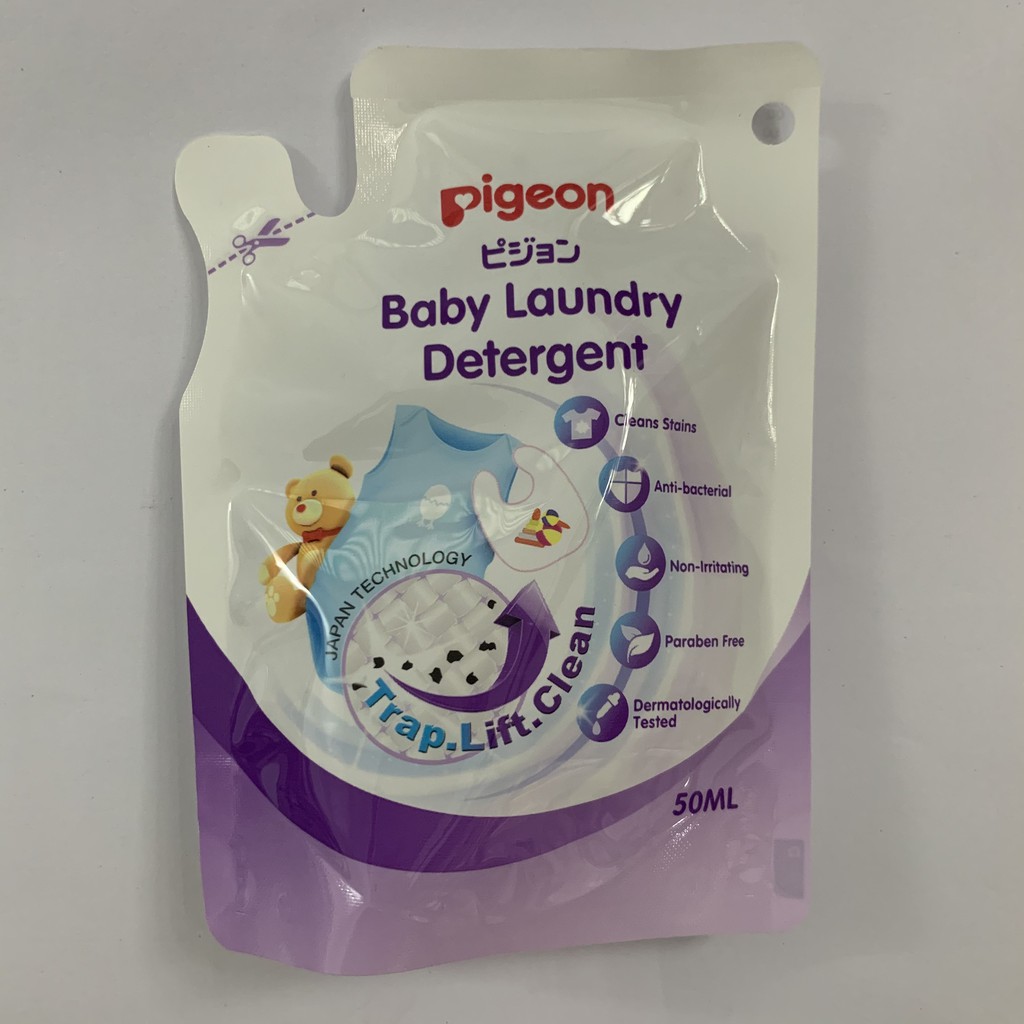 pigeon
ピジョン
Baby Laundry
Detergent
Cleans Stains
Anti-bacterial
Non-Irritating
Paraben Free
Dermatologically
Tested
JAPAN TECHNOLOGY
Trap.Lift.Clean
50ML